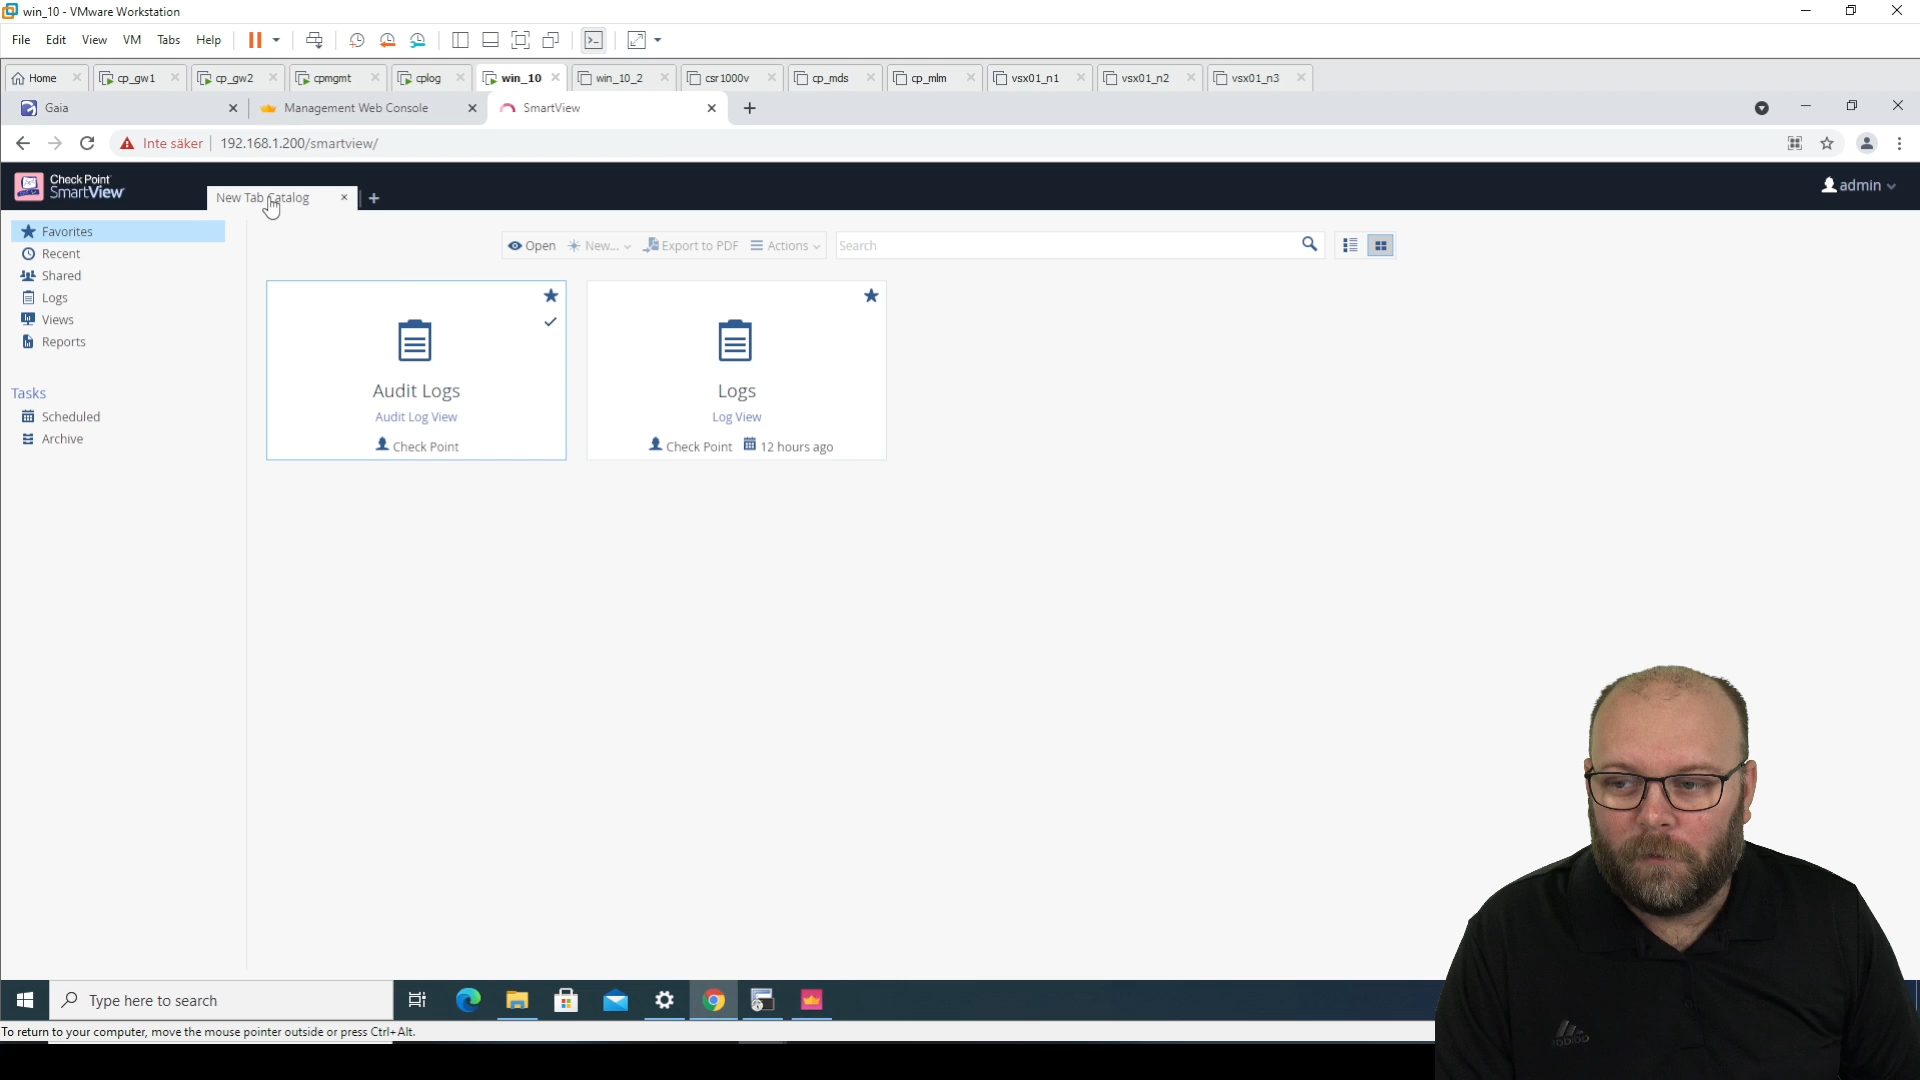 win_10 - VMware Workstation
File Edit View VM Tabs Help
Home cp_gw1 cp_gw2 cpmgmt cplog win_10 win_10_2 csr1000v cp_mds cp_mlm vsx01_n1 vsx01_n2 vsx01_n3
Gaia Management Web Console SmartView
Inte säker 192.168.1.200/smartview/
Check Point
SmartView
New Tab Catalog
admin
Favorites
Recent
Shared
Logs
Views
Reports
Tasks
Scheduled
Archive
Open New... Export to PDF Actions Search
Audit Logs
Audit Log View
Check Point
Logs
Log View
Check Point 12 hours ago
Type here to search
To return to your computer, move the mouse pointer outside or press Ctrl+Alt.